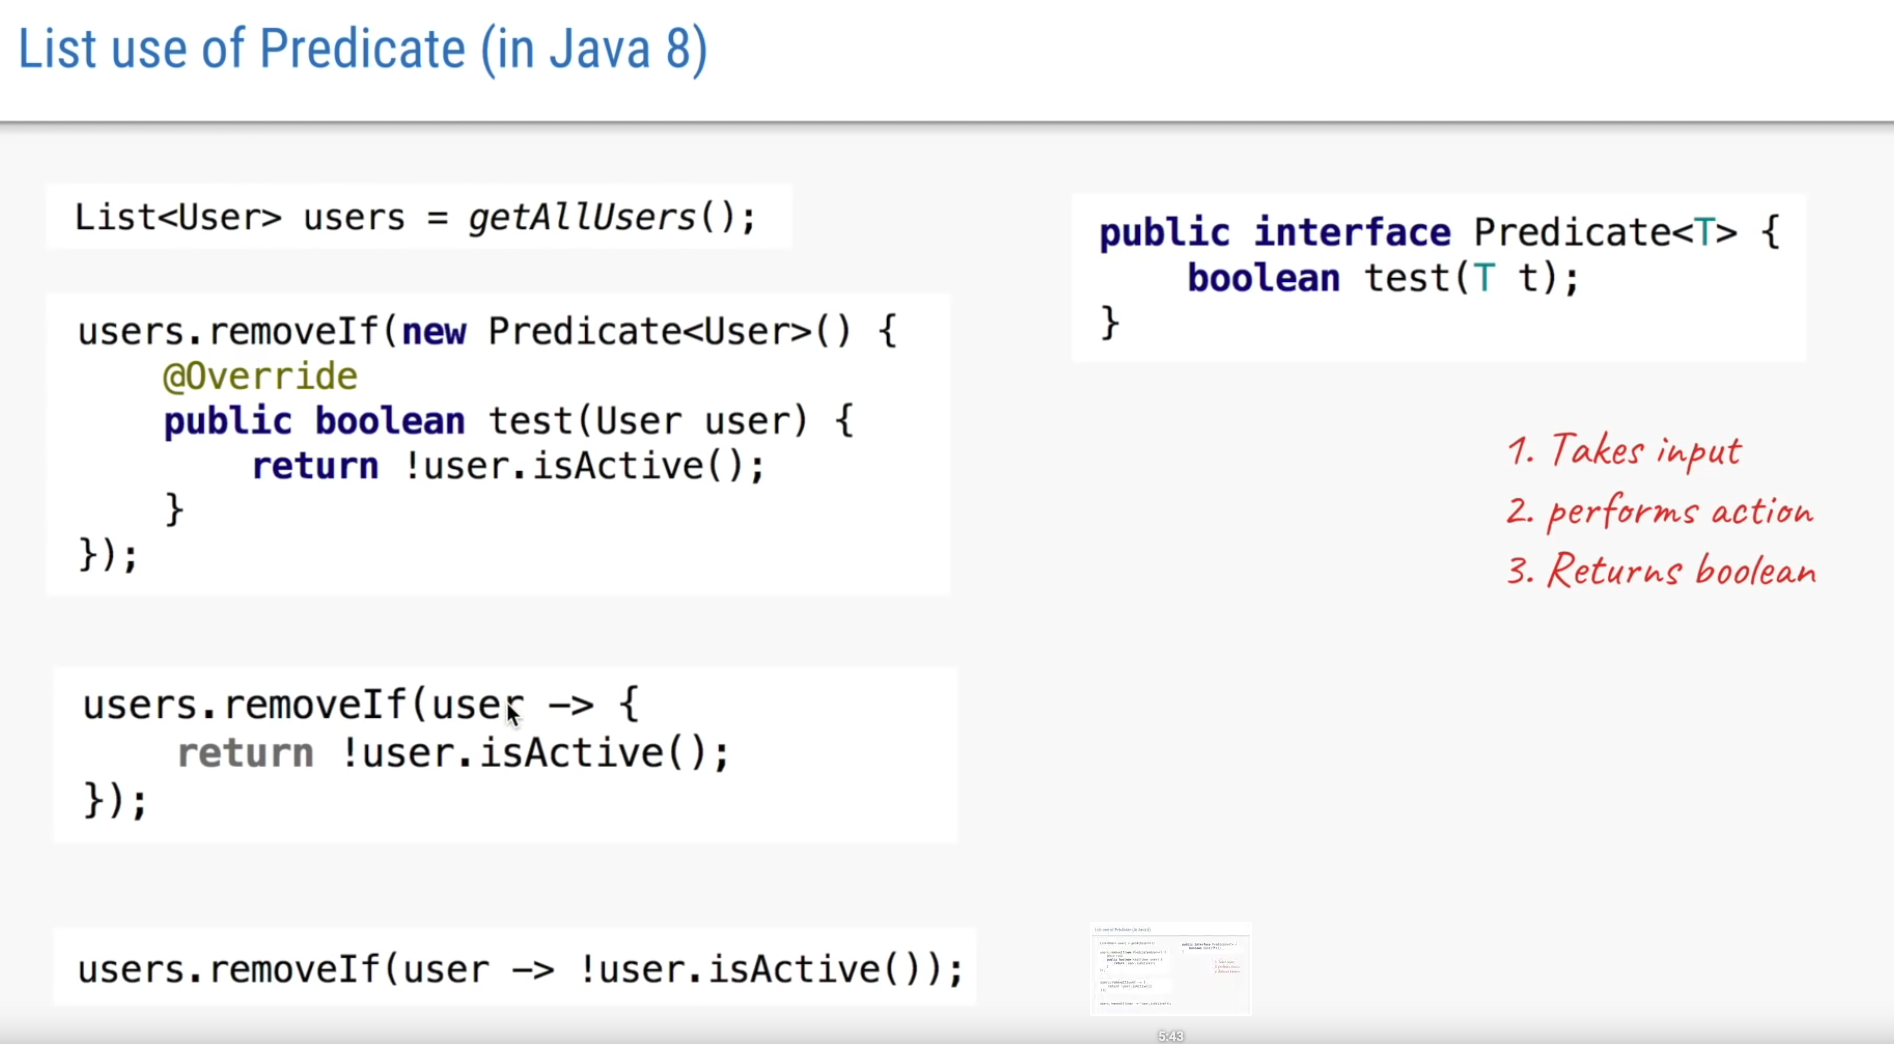 List use of Predicate (in Java 8)
List<User> users = getAllUsers();
users.removeIf(new Predicate<User>() {
@Override
public boolean test(User user) {
return !user.isActive();
}
});
users.removeIf(user -> {
return !user.isActive();
});
users.removeIf(user -> !user.isActive());
public interface Predicate<T> {
boolean test(T t);
}
1. Takes input
2. performs action
3. Returns boolean
5:43